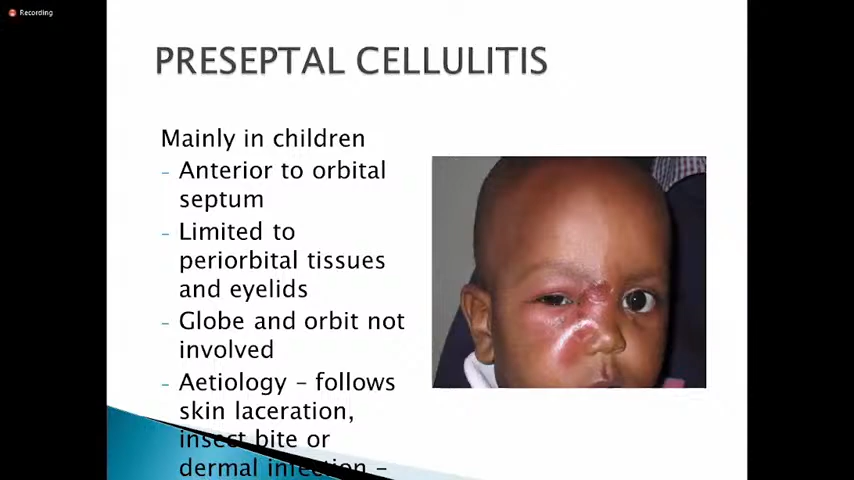 Recording
PRESEPTAL CELLULITIS
Mainly in children
- Anterior to orbital
septum
- Limited to
periorbital tissues
and eyelids
- Globe and orbit not
involved
- Aetiology – follows
skin laceration,
insect bite or
dermal infection –